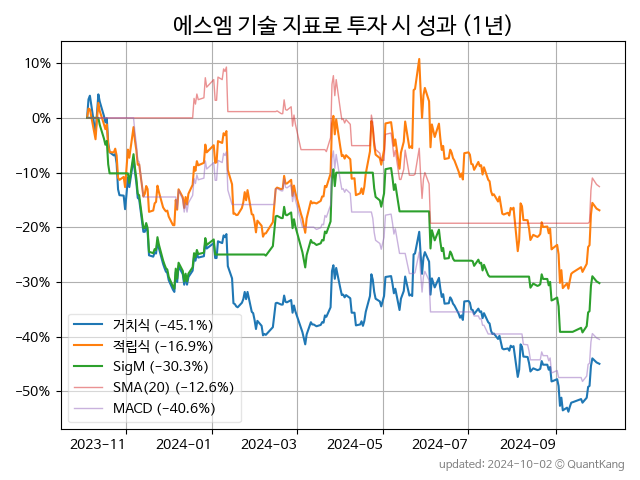 에스엠 기술 지표로 투자 시 성과 (1년)
10%
0%
−10%
−20%
−30%
−40%
−50%
거치식 (−45.1%)
적립식 (−16.9%)
SigM (−30.3%)
SMA(20) (−12.6%)
MACD (−40.6%)
2023-11 2024-01 2024-03 2024-05 2024-07 2024-09
updated: 2024-10-02 © QuantKang